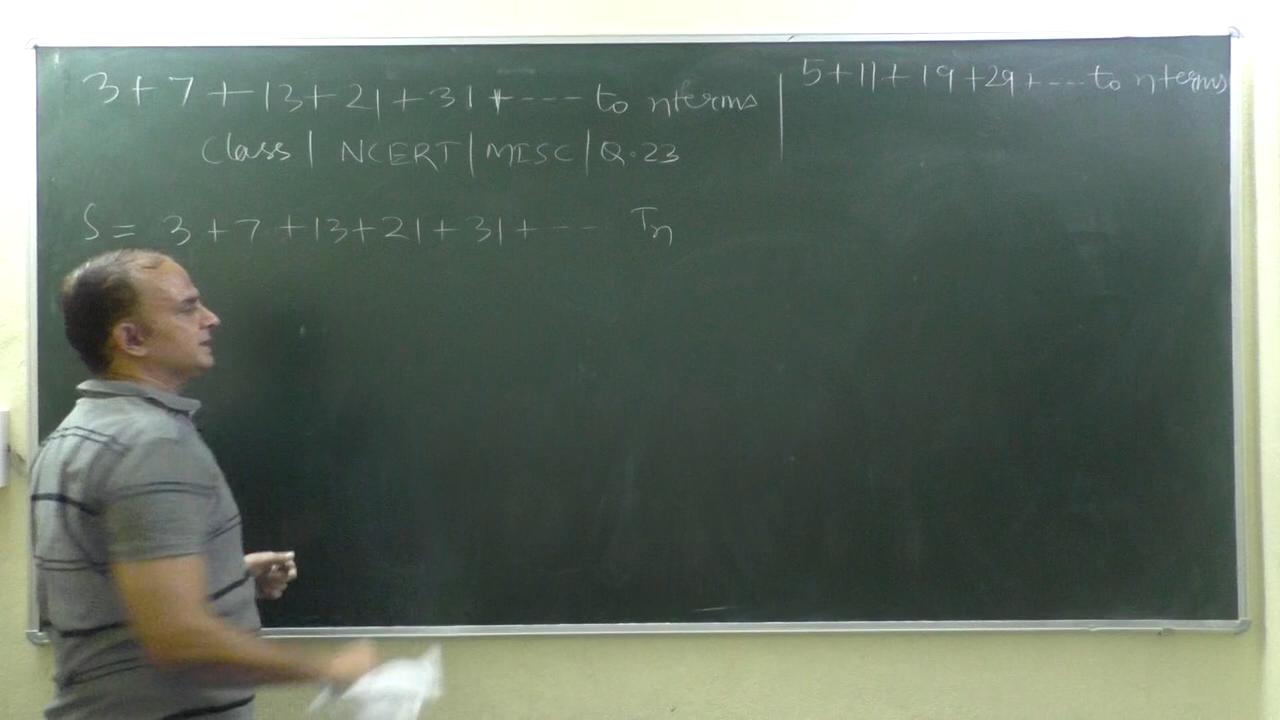 3+7+13+21+31+---- to n terms
5+11+19+29+---- to n terms
Class| NCERT|MISC|Q.23
S= 3+7+13+21+31+---- Tn